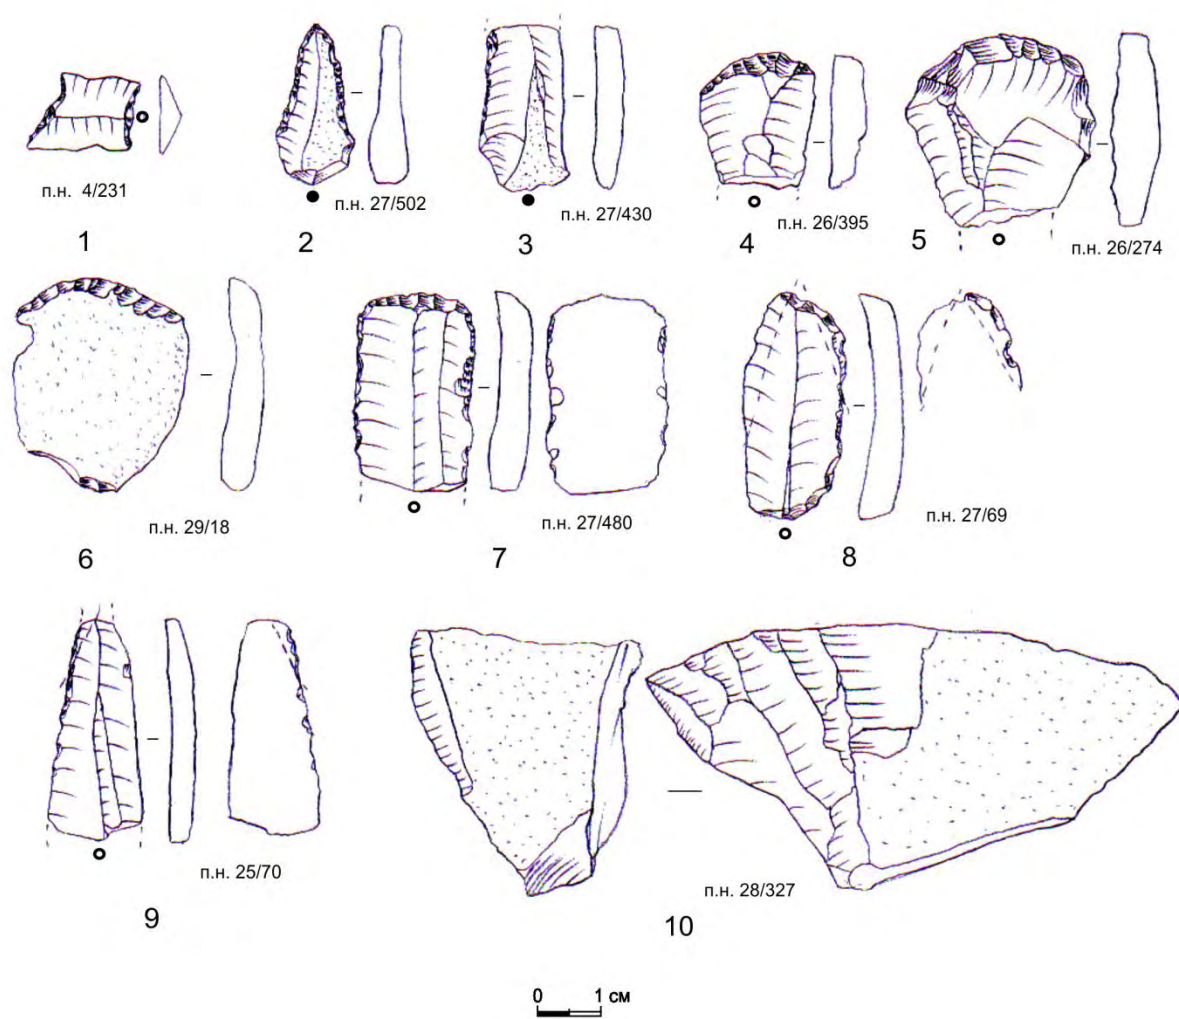 п.н. 4/231
1
п.н. 27/502
2
п.н. 27/430
3
п.н. 26/395
4
п.н. 26/274
5
п.н. 29/18
6
п.н. 27/480
7
п.н. 27/69
8
п.н. 25/70
9
п.н. 28/327
10
0 1 см